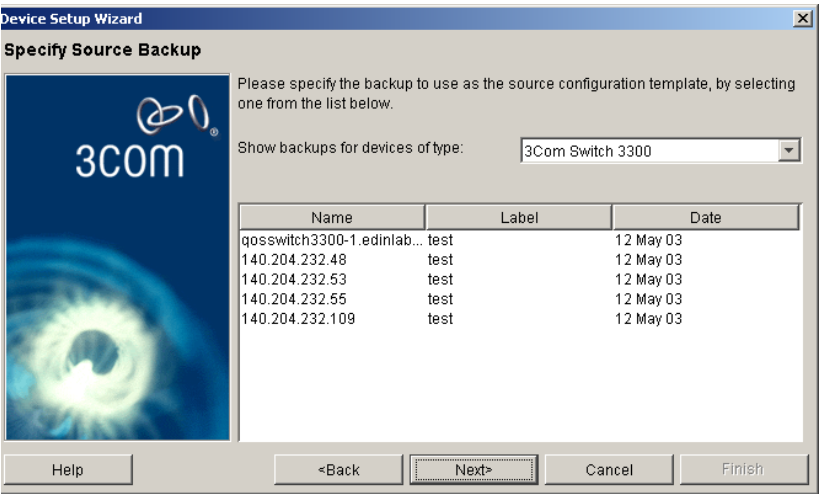 Device Setup Wizard
Specify Source Backup
Please specify the backup to use as the source configuration template, by selecting
one from the list below.
3COM
®
Show backups for devices of type: 3Com Switch 3300
Name Label Date
qosswitch3300-1.edinlab... test 12 May 03
140.204.232.48 test 12 May 03
140.204.232.53 test 12 May 03
140.204.232.55 test 12 May 03
140.204.232.109 test 12 May 03
Help <Back Next> Cancel Finish